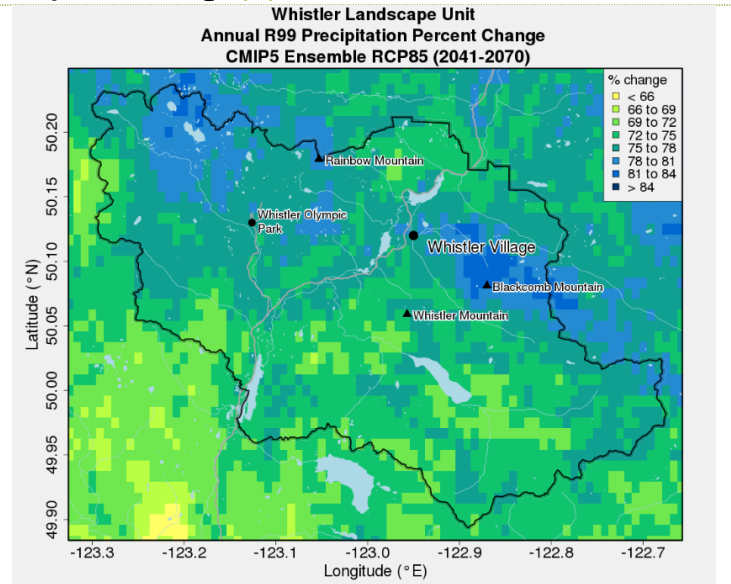 Whistler Landscape Unit
Annual R99 Precipitation Percent Change
CMIP5 Ensemble RCP85 (2041-2070)
% change
< 66
66 to 69
69 to 72
72 to 75
75 to 78
78 to 81
81 to 84
> 84
Rainbow Mountain
Whistler Olympic
Park
Whistler Village
Blackcomb Mountain
Whistler Mountain
Latitude (°N)
50.20
50.15
50.10
50.05
50.00
49.95
49.90
-123.3 -123.2 -123.1 -123.0 -122.9 -122.8 -122.7
Longitude (°E)